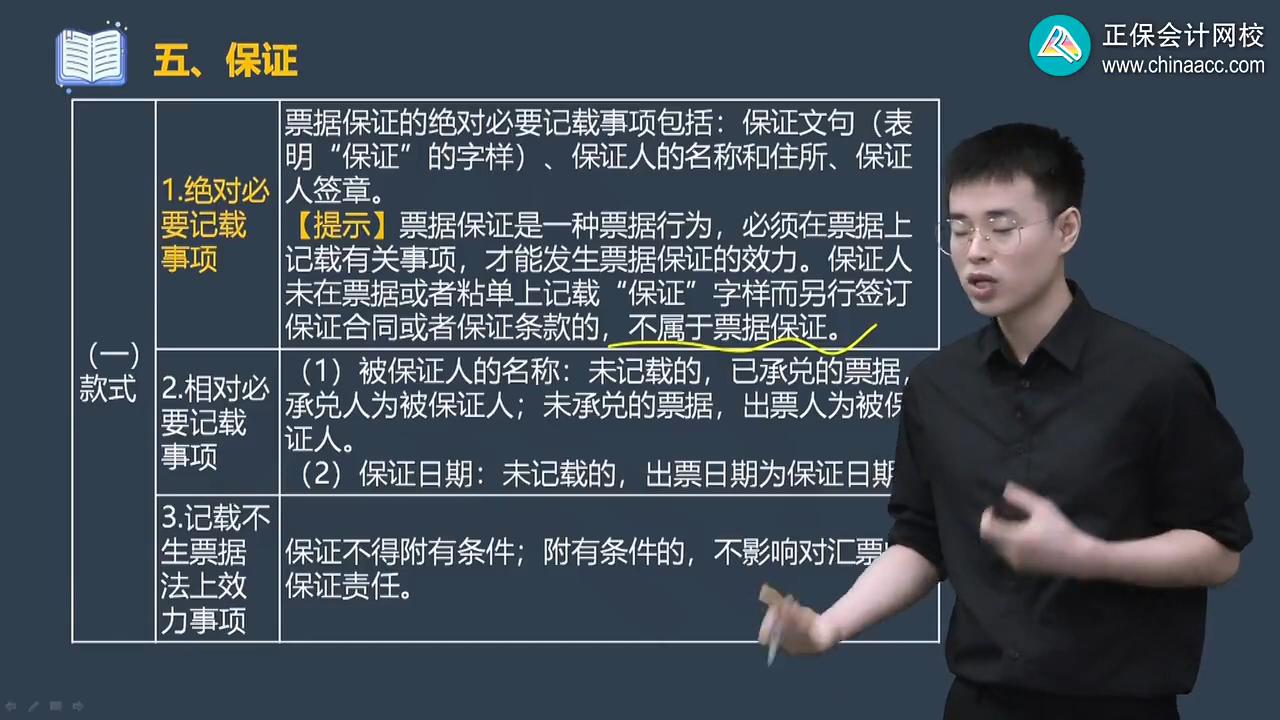 五、保证
正保会计网校
www.chinaacc.com
(一)
款式
1.绝对必
要记载
事项
票据保证的绝对必要记载事项包括：保证文句（表
明“保证”的字样）、保证人的名称和住所、保证
人签章。
【提示】票据保证是一种票据行为，必须在票据上
记载有关事项，才能发生票据保证的效力。保证人
未在票据或者粘单上记载“保证”字样而另行签订
保证合同或者保证条款的，不属于票据保证。
2.相对必
要记载
事项
（1）被保证人的名称：未记载的，已承兑的票据，
承兑人为被保证人；未承兑的票据，出票人为被保
证人。
（2）保证日期：未记载的，出票日期为保证日期
3.记载不
生票据
法上效
力事项
保证不得附有条件；附有条件的，不影响对汇票
保证责任。